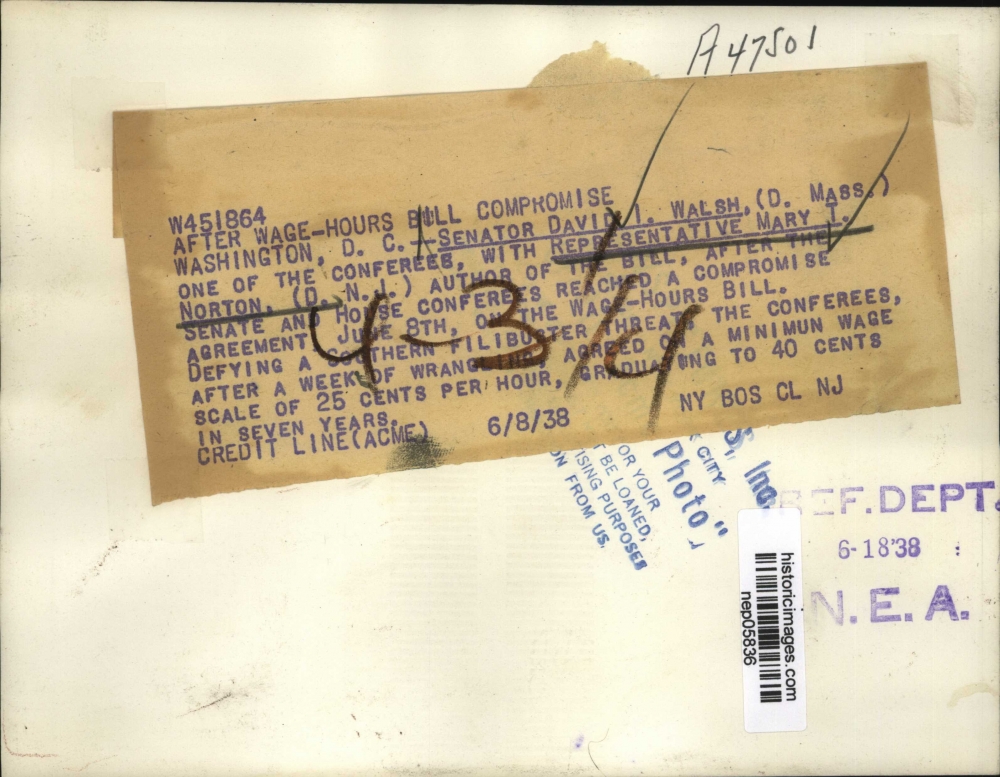 A47501
W451864
AFTER WAGE-HOURS BILL COMPROMISE
WASHINGTON, D. C. - SENATOR DAVID I. WALSH, (D. MASS.)
ONE OF THE CONFEREES, WITH REPRESENTATIVE MARY T.
NORTON, (D. N.J.) AUTHOR OF THE BILL, AFTER THE
SENATE AND HOUSE CONFEREES REACHED A COMPROMISE
AGREEMENT, JUNE 8TH, ON THE WAGE-HOURS BILL.
DEFYING A SOUTHERN FILIBUSTER THREAT, THE CONFEREES,
AFTER A WEEK OF WRANGLING, AGREED ON A MINIMUN WAGE
SCALE OF 25 CENTS PER HOUR, GRADUATING TO 40 CENTS
IN SEVEN YEARS.
CREDIT LINE(ACME) 6/8/38 NY BOS CL NJ
4-3
S, Inc.
CITY
Photo"
OR YOUR
BE LOANED,
ISING PURPOSES
ON FROM US.
REF. DEPT.
6-18'38
N. E. A.
historicimages.com
nep05836